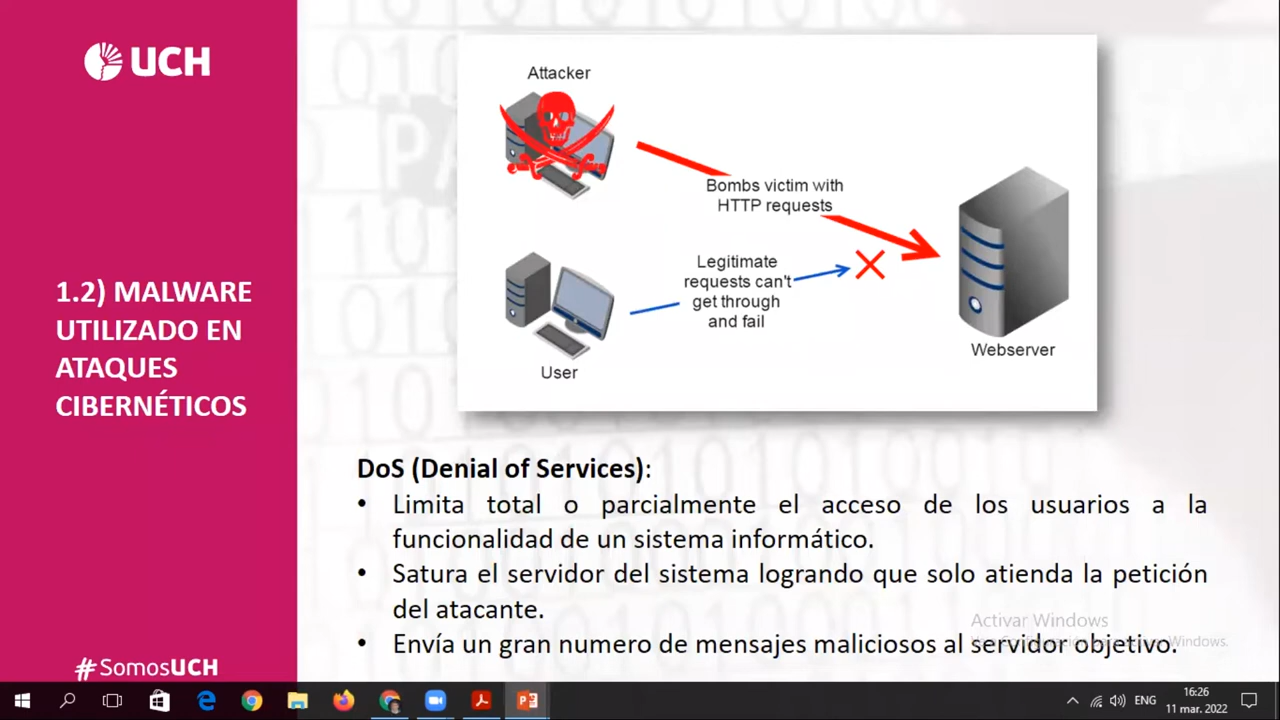 UCH
1.2) MALWARE
UTILIZADO EN
ATAQUES
CIBERNÉTICOS
#SomosUCH
Attacker
Bombs victim with
HTTP requests
Legitimate
requests can't
get through
and fail
User
Webserver
DoS (Denial of Services):
• Limita total o parcialmente el acceso de los usuarios a la
funcionalidad de un sistema informático.
• Satura el servidor del sistema logrando que solo atienda la petición
del atacante.
• Envía un gran numero de mensajes maliciosos al servidor objetivo.
Activar Windows
Windows.
ENG
16:26
11 mar. 2022